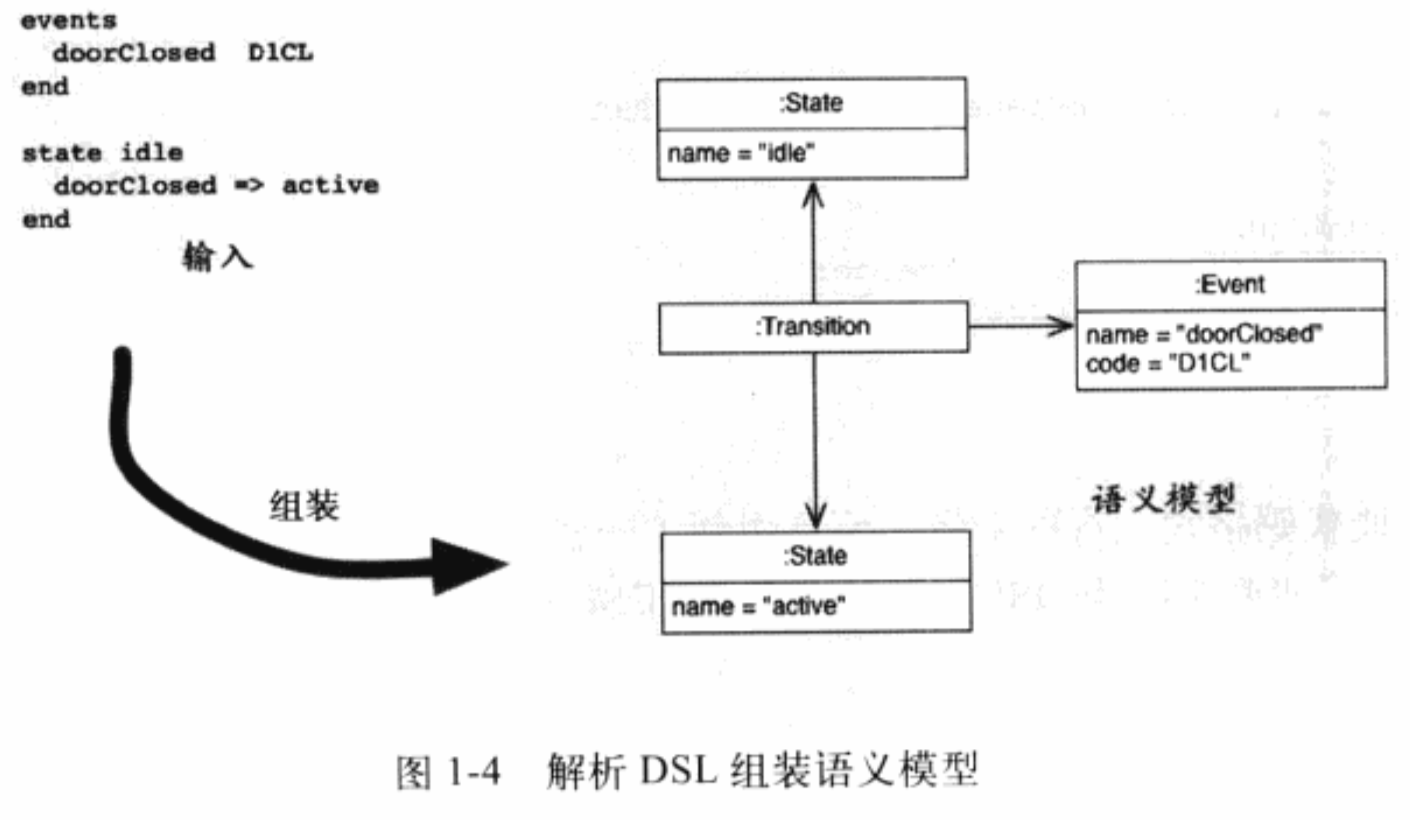 events
doorClosed D1CL
end
state idle
doorClosed => active
end
输入
组装
:State
name = "idle"
:Transition
:Event
name = "doorClosed"
code = "D1CL"
语义模型
:State
name = "active"
图 1-4 解析 DSL 组装语义模型